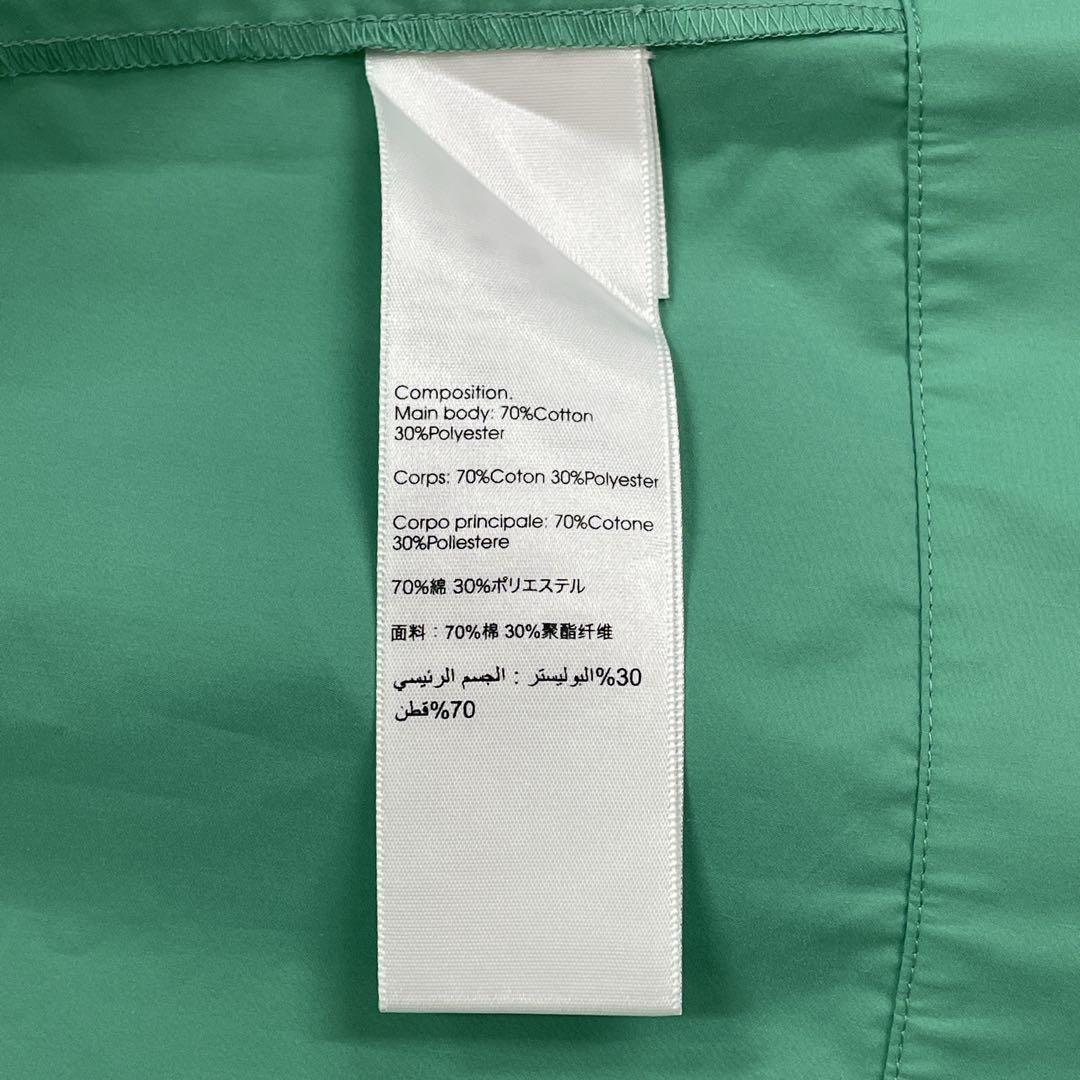 Composition.
Main body: 70%Cotton
30%Polyester
Corps: 70%Coton 30%Polyester
Corpo principale: 70%Cotone
30%Poliestere
70%綿 30%ポリエステル
面料：70%棉 30%聚酯纤维
30%البوليستر : الجسم الرئيسي
70%قطن